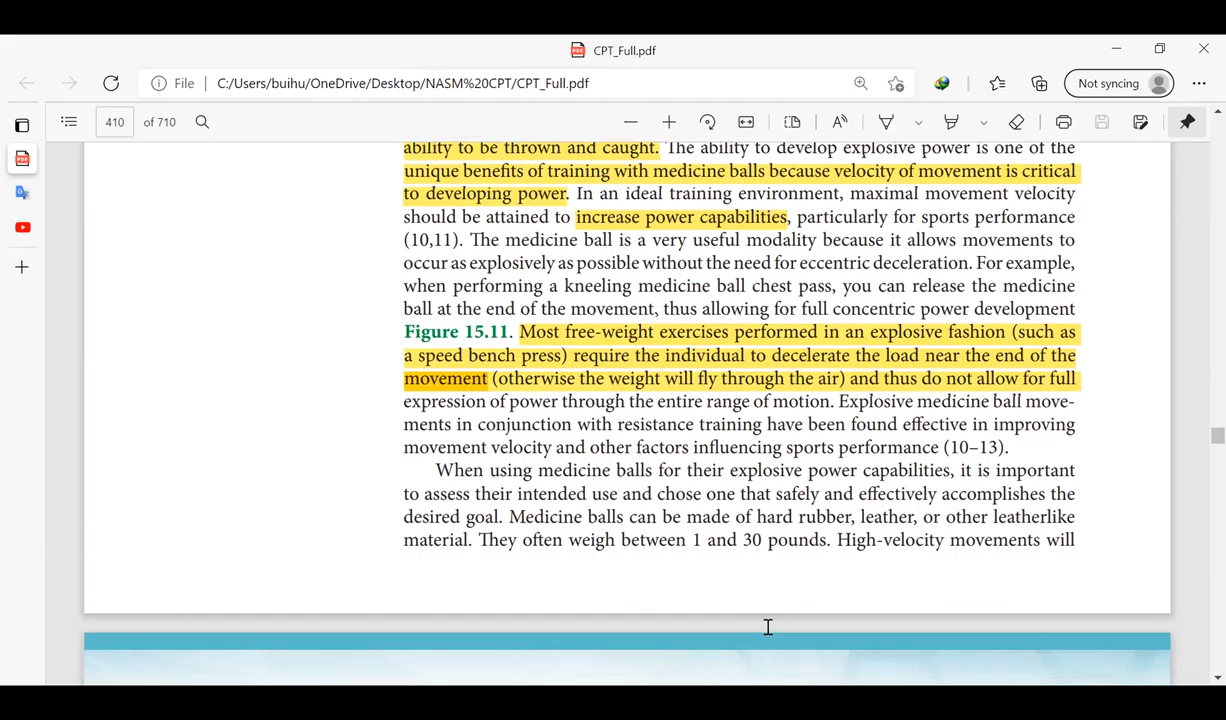 CPT_Full.pdf
File
C:/Users/buihu/OneDrive/Desktop/NASM%20CPT/CPT_Full.pdf
Not syncing
410 of 710
ability to be thrown and caught. The ability to develop explosive power is one of the
unique benefits of training with medicine balls because velocity of movement is critical
to developing power. In an ideal training environment, maximal movement velocity
should be attained to increase power capabilities, particularly for sports performance
(10,11). The medicine ball is a very useful modality because it allows movements to
occur as explosively as possible without the need for eccentric deceleration. For example,
when performing a kneeling medicine ball chest pass, you can release the medicine
ball at the end of the movement, thus allowing for full concentric power development
Figure 15.11. Most free-weight exercises performed in an explosive fashion (such as
a speed bench press) require the individual to decelerate the load near the end of the
movement (otherwise the weight will fly through the air) and thus do not allow for full
expression of power through the entire range of motion. Explosive medicine ball move-
ments in conjunction with resistance training have been found effective in improving
movement velocity and other factors influencing sports performance (10–13).
When using medicine balls for their explosive power capabilities, it is important
to assess their intended use and chose one that safely and effectively accomplishes the
desired goal. Medicine balls can be made of hard rubber, leather, or other leatherlike
material. They often weigh between 1 and 30 pounds. High-velocity movements will